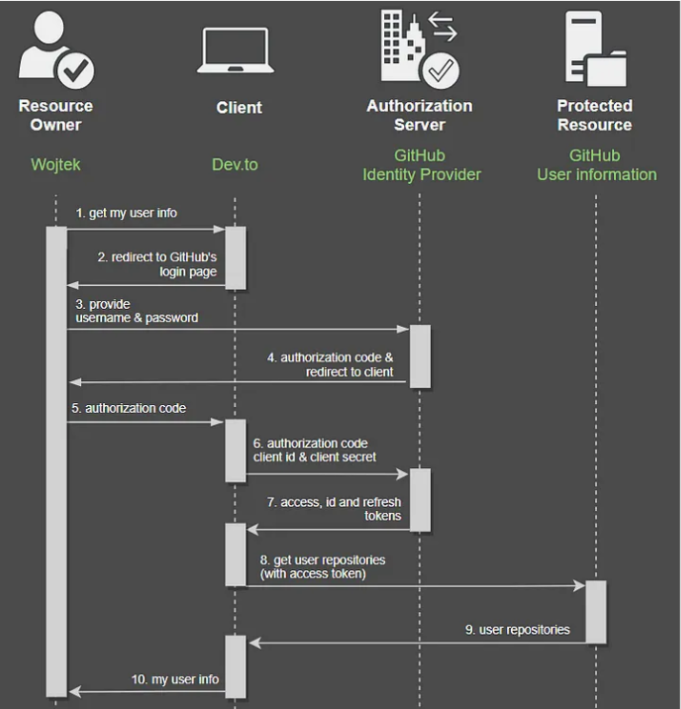 Resource
Owner
Client
Authorization
Server
Protected
Resource
Wojtek
Dev.to
GitHub
Identity Provider
GitHub
User information
1. get my user info
2. redirect to GitHub's
login page
3. provide
username & password
4. authorization code &
redirect to client
5. authorization code
6. authorization code
client id & client secret
7. access, id and refresh
tokens
8. get user repositories
(with access token)
9. user repositories
10. my user info